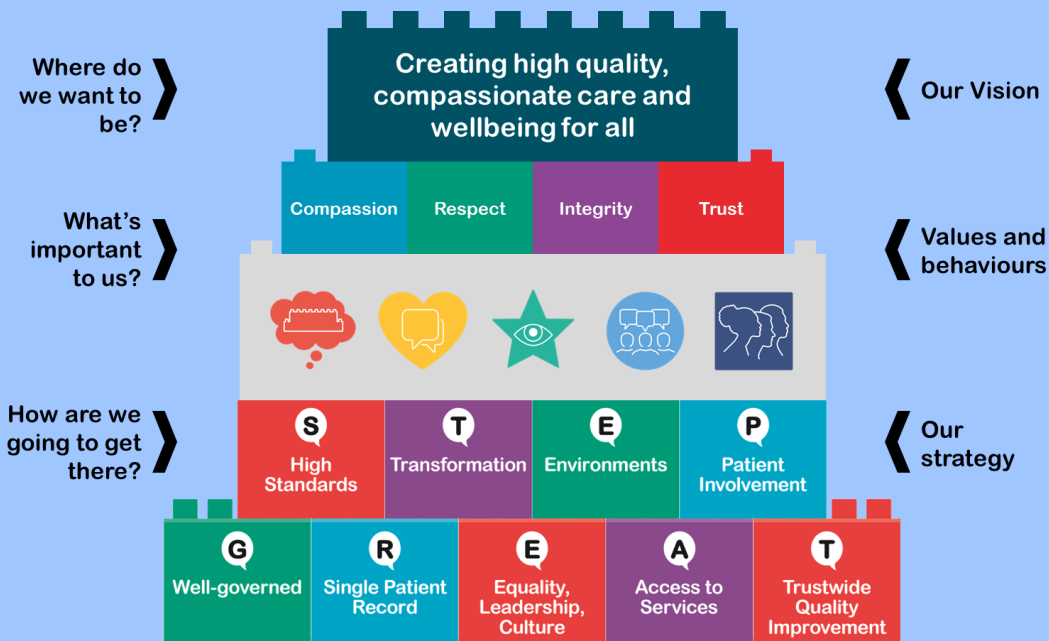 Where do
we want to
be?
Creating high quality,
compassionate care and
wellbeing for all
Our Vision
Compassion
Respect
Integrity
Trust
What's
important
to us?
Values and
behaviours
How are we
going to get
there?
S
High
Standards
T
Transformation
E
Environments
P
Patient
Involvement
Our
strategy
G
Well-governed
R
Single Patient
Record
E
Equality,
Leadership,
Culture
A
Access to
Services
T
Trustwide
Quality
Improvement